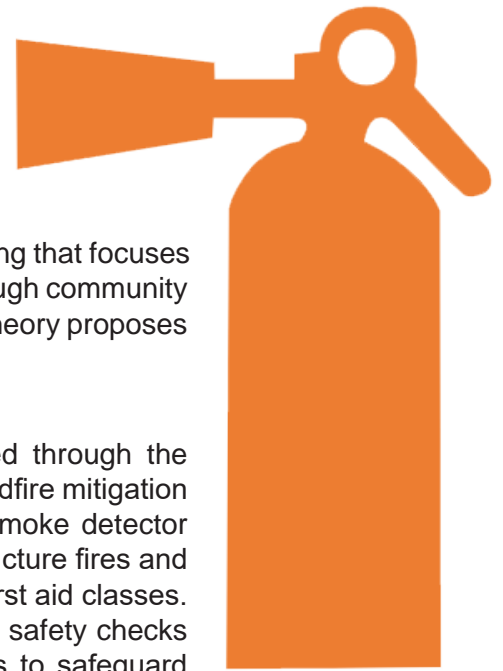 ng that focuses
ugh community
heory proposes
ed through the
dfire mitigation
moke detector
cture fires and
rst aid classes.
safety checks
s to safeguard